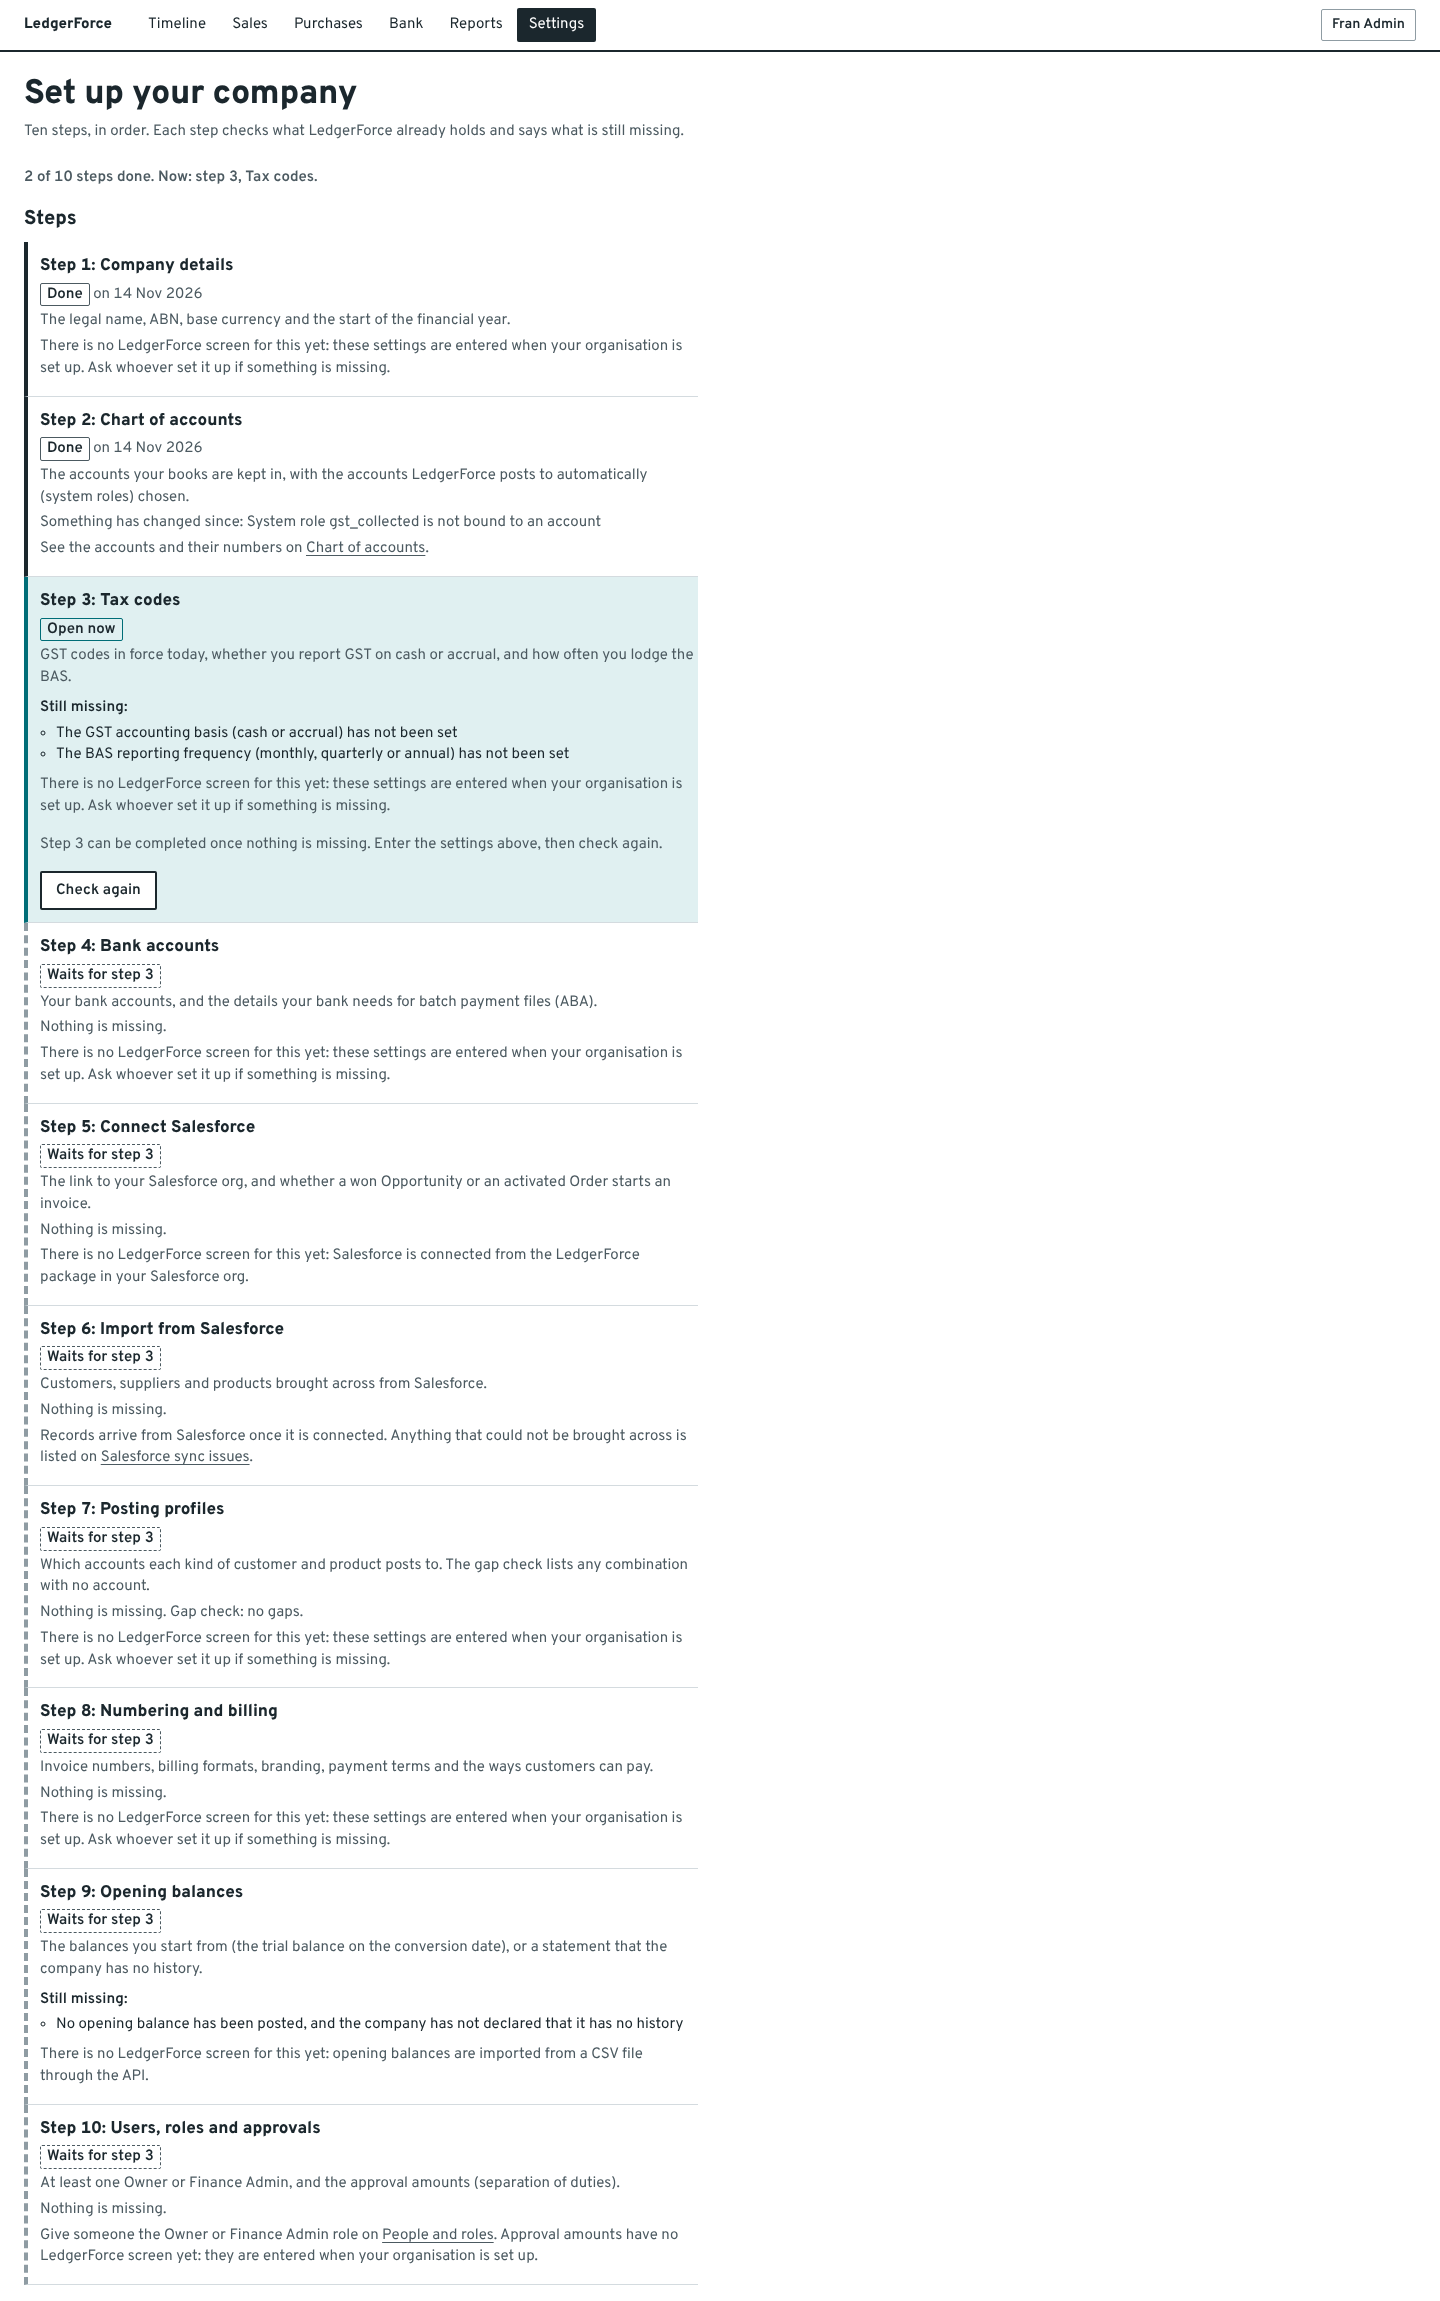 LedgerForce Timeline Sales Purchases Bank Reports Settings Fran Admin
Set up your company
Ten steps, in order. Each step checks what LedgerForce already holds and says what is still missing.
2 of 10 steps done. Now: step 3, Tax codes.
Steps
Step 1: Company details
Done on 14 Nov 2026
The legal name, ABN, base currency and the start of the financial year.
There is no LedgerForce screen for this yet: these settings are entered when your organisation is
set up. Ask whoever set it up if something is missing.
Step 2: Chart of accounts
Done on 14 Nov 2026
The accounts your books are kept in, with the accounts LedgerForce posts to automatically
(system roles) chosen.
Something has changed since: System role gst_collected is not bound to an account
See the accounts and their numbers on Chart of accounts.
Step 3: Tax codes
Open now
GST codes in force today, whether you report GST on cash or accrual, and how often you lodge the
BAS.
Still missing:
The GST accounting basis (cash or accrual) has not been set
The BAS reporting frequency (monthly, quarterly or annual) has not been set
There is no LedgerForce screen for this yet: these settings are entered when your organisation is
set up. Ask whoever set it up if something is missing.
Step 3 can be completed once nothing is missing. Enter the settings above, then check again.
Check again
Step 4: Bank accounts
Waits for step 3
Your bank accounts, and the details your bank needs for batch payment files (ABA).
Nothing is missing.
There is no LedgerForce screen for this yet: these settings are entered when your organisation is
set up. Ask whoever set it up if something is missing.
Step 5: Connect Salesforce
Waits for step 3
The link to your Salesforce org, and whether a won Opportunity or an activated Order starts an
invoice.
Nothing is missing.
There is no LedgerForce screen for this yet: Salesforce is connected from the LedgerForce
package in your Salesforce org.
Step 6: Import from Salesforce
Waits for step 3
Customers, suppliers and products brought across from Salesforce.
Nothing is missing.
Records arrive from Salesforce once it is connected. Anything that could not be brought across is
listed on Salesforce sync issues.
Step 7: Posting profiles
Waits for step 3
Which accounts each kind of customer and product posts to. The gap check lists any combination
with no account.
Nothing is missing. Gap check: no gaps.
There is no LedgerForce screen for this yet: these settings are entered when your organisation is
set up. Ask whoever set it up if something is missing.
Step 8: Numbering and billing
Waits for step 3
Invoice numbers, billing formats, branding, payment terms and the ways customers can pay.
Nothing is missing.
There is no LedgerForce screen for this yet: these settings are entered when your organisation is
set up. Ask whoever set it up if something is missing.
Step 9: Opening balances
Waits for step 3
The balances you start from (the trial balance on the conversion date), or a statement that the
company has no history.
Still missing:
No opening balance has been posted, and the company has not declared that it has no history
There is no LedgerForce screen for this yet: opening balances are imported from a CSV file
through the API.
Step 10: Users, roles and approvals
Waits for step 3
At least one Owner or Finance Admin, and the approval amounts (separation of duties).
Nothing is missing.
Give someone the Owner or Finance Admin role on People and roles. Approval amounts have no
LedgerForce screen yet: they are entered when your organisation is set up.